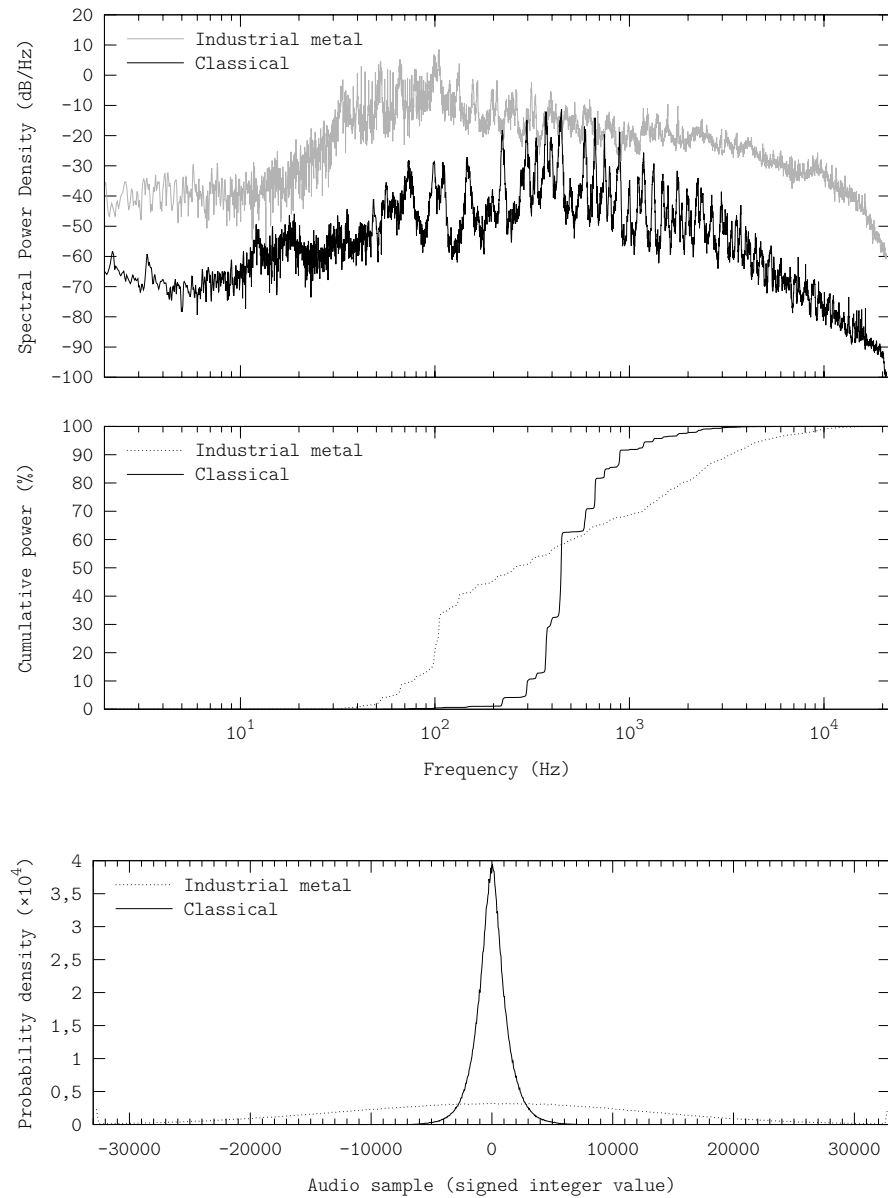 20
10
0
-10
-20
-30
-40
-50
-60
-70
-80
-90
-100
Spectral Power Density (dB/Hz)
Industrial metal
Classical
100
90
80
70
60
50
40
30
20
10
0
Cumulative power (%)
Industrial metal
Classical
10^1 10^2 10^3 10^4
Frequency (Hz)
4
3,5
3
2,5
2
1,5
1
0,5
0
Probability density (×10^4)
Industrial metal
Classical
-30000 -20000 -10000 0 10000 20000 30000
Audio sample (signed integer value)